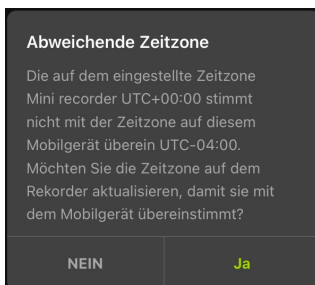 Abweichende Zeitzone
Die auf dem eingestellte Zeitzone
Mini recorder UTC+00:00 stimmt
nicht mit der Zeitzone auf diesem
Mobilgerät überein UTC-04:00.
Möchten Sie die Zeitzone auf dem
Rekorder aktualisieren, damit sie mit
dem Mobilgerät übereinstimmt?
NEIN Ja